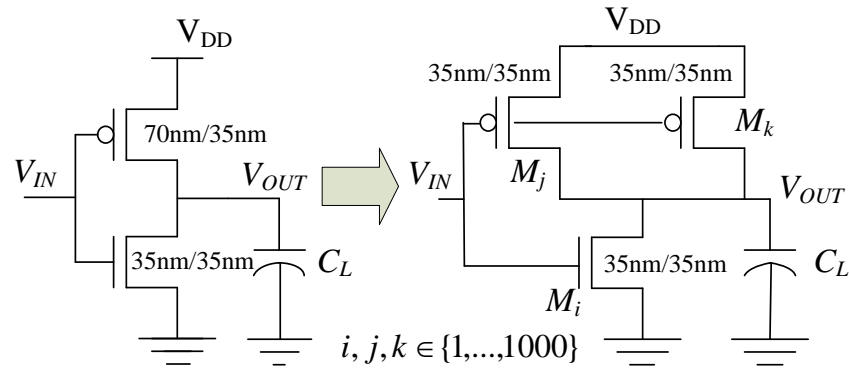 V_DD
70nm/35nm
V_IN
V_OUT
35nm/35nm
C_L
V_DD
35nm/35nm 35nm/35nm
M_k
V_IN
M_j
V_OUT
35nm/35nm
C_L
M_i
i, j, k ∈ {1,...,1000}